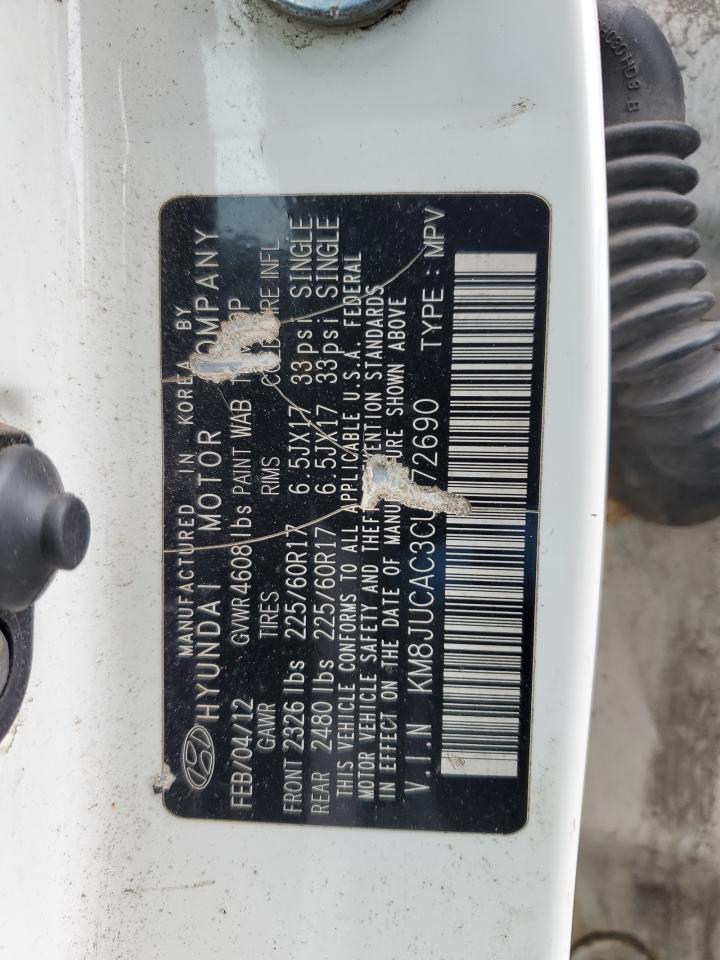 MANUFACTURED IN KOREA BY
HYUNDAI MOTOR COMPANY
FEB/04/12 GVWR 4608 lbs PAINT WAB
GAWR TIRES RIMS INFL
FRONT 2326 lbs 225/60R17 6.5JX17 33psi SINGLE
REAR 2480 lbs 225/60R17 6.5JX17 33psi SINGLE
THIS VEHICLE CONFORMS TO ALL APPLICABLE U.S.A. FEDERAL
MOTOR VEHICLE SAFETY AND THEFT STANDARDS
IN EFFECT ON THE DATE OF SHOWN ABOVE
V.I.N TYPE : MPV